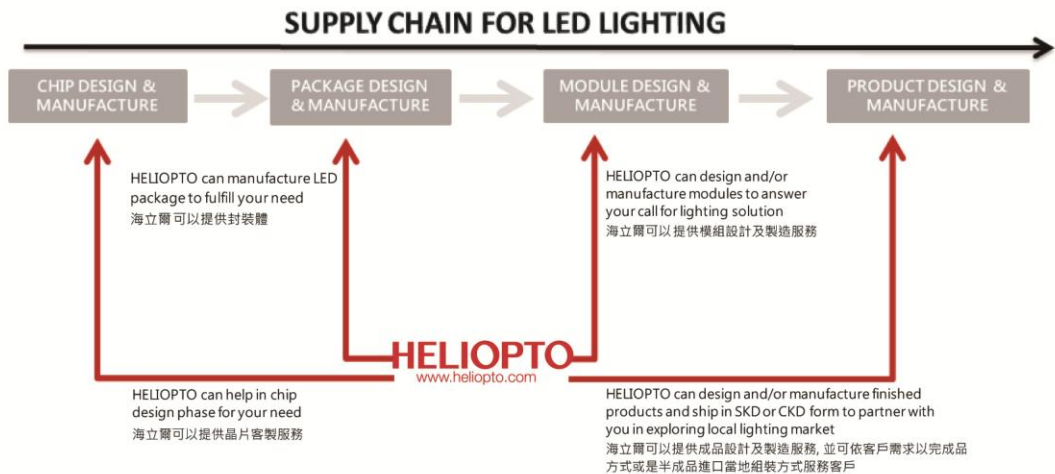 SUPPLY CHAIN FOR LED LIGHTING
CHIP DESIGN &
MANUFACTURE
PACKAGE DESIGN
& MANUFACTURE
MODULE DESIGN &
MANUFACTURE
PRODUCT DESIGN &
MANUFACTURE
HELIOPTO can manufacture LED
package to fulfill your need
海立爾可以提供封裝體
HELIOPTO can design and/or
manufacture modules to answer
your call for lighting solution
海立爾可以提供模組設計及製造服務
HELIOPTO
www.heliopto.com
HELIOPTO can help in chip
design phase for your need
海立爾可以提供晶片客製服務
HELIOPTO can design and/or manufacture finished
products and ship in SKD or CKD form to partner with
you in exploring local lighting market
海立爾可以提供成品設計及製造服務, 並可依客戶需求以完成品
方式或是半成品進口當地組裝方式服務客戶